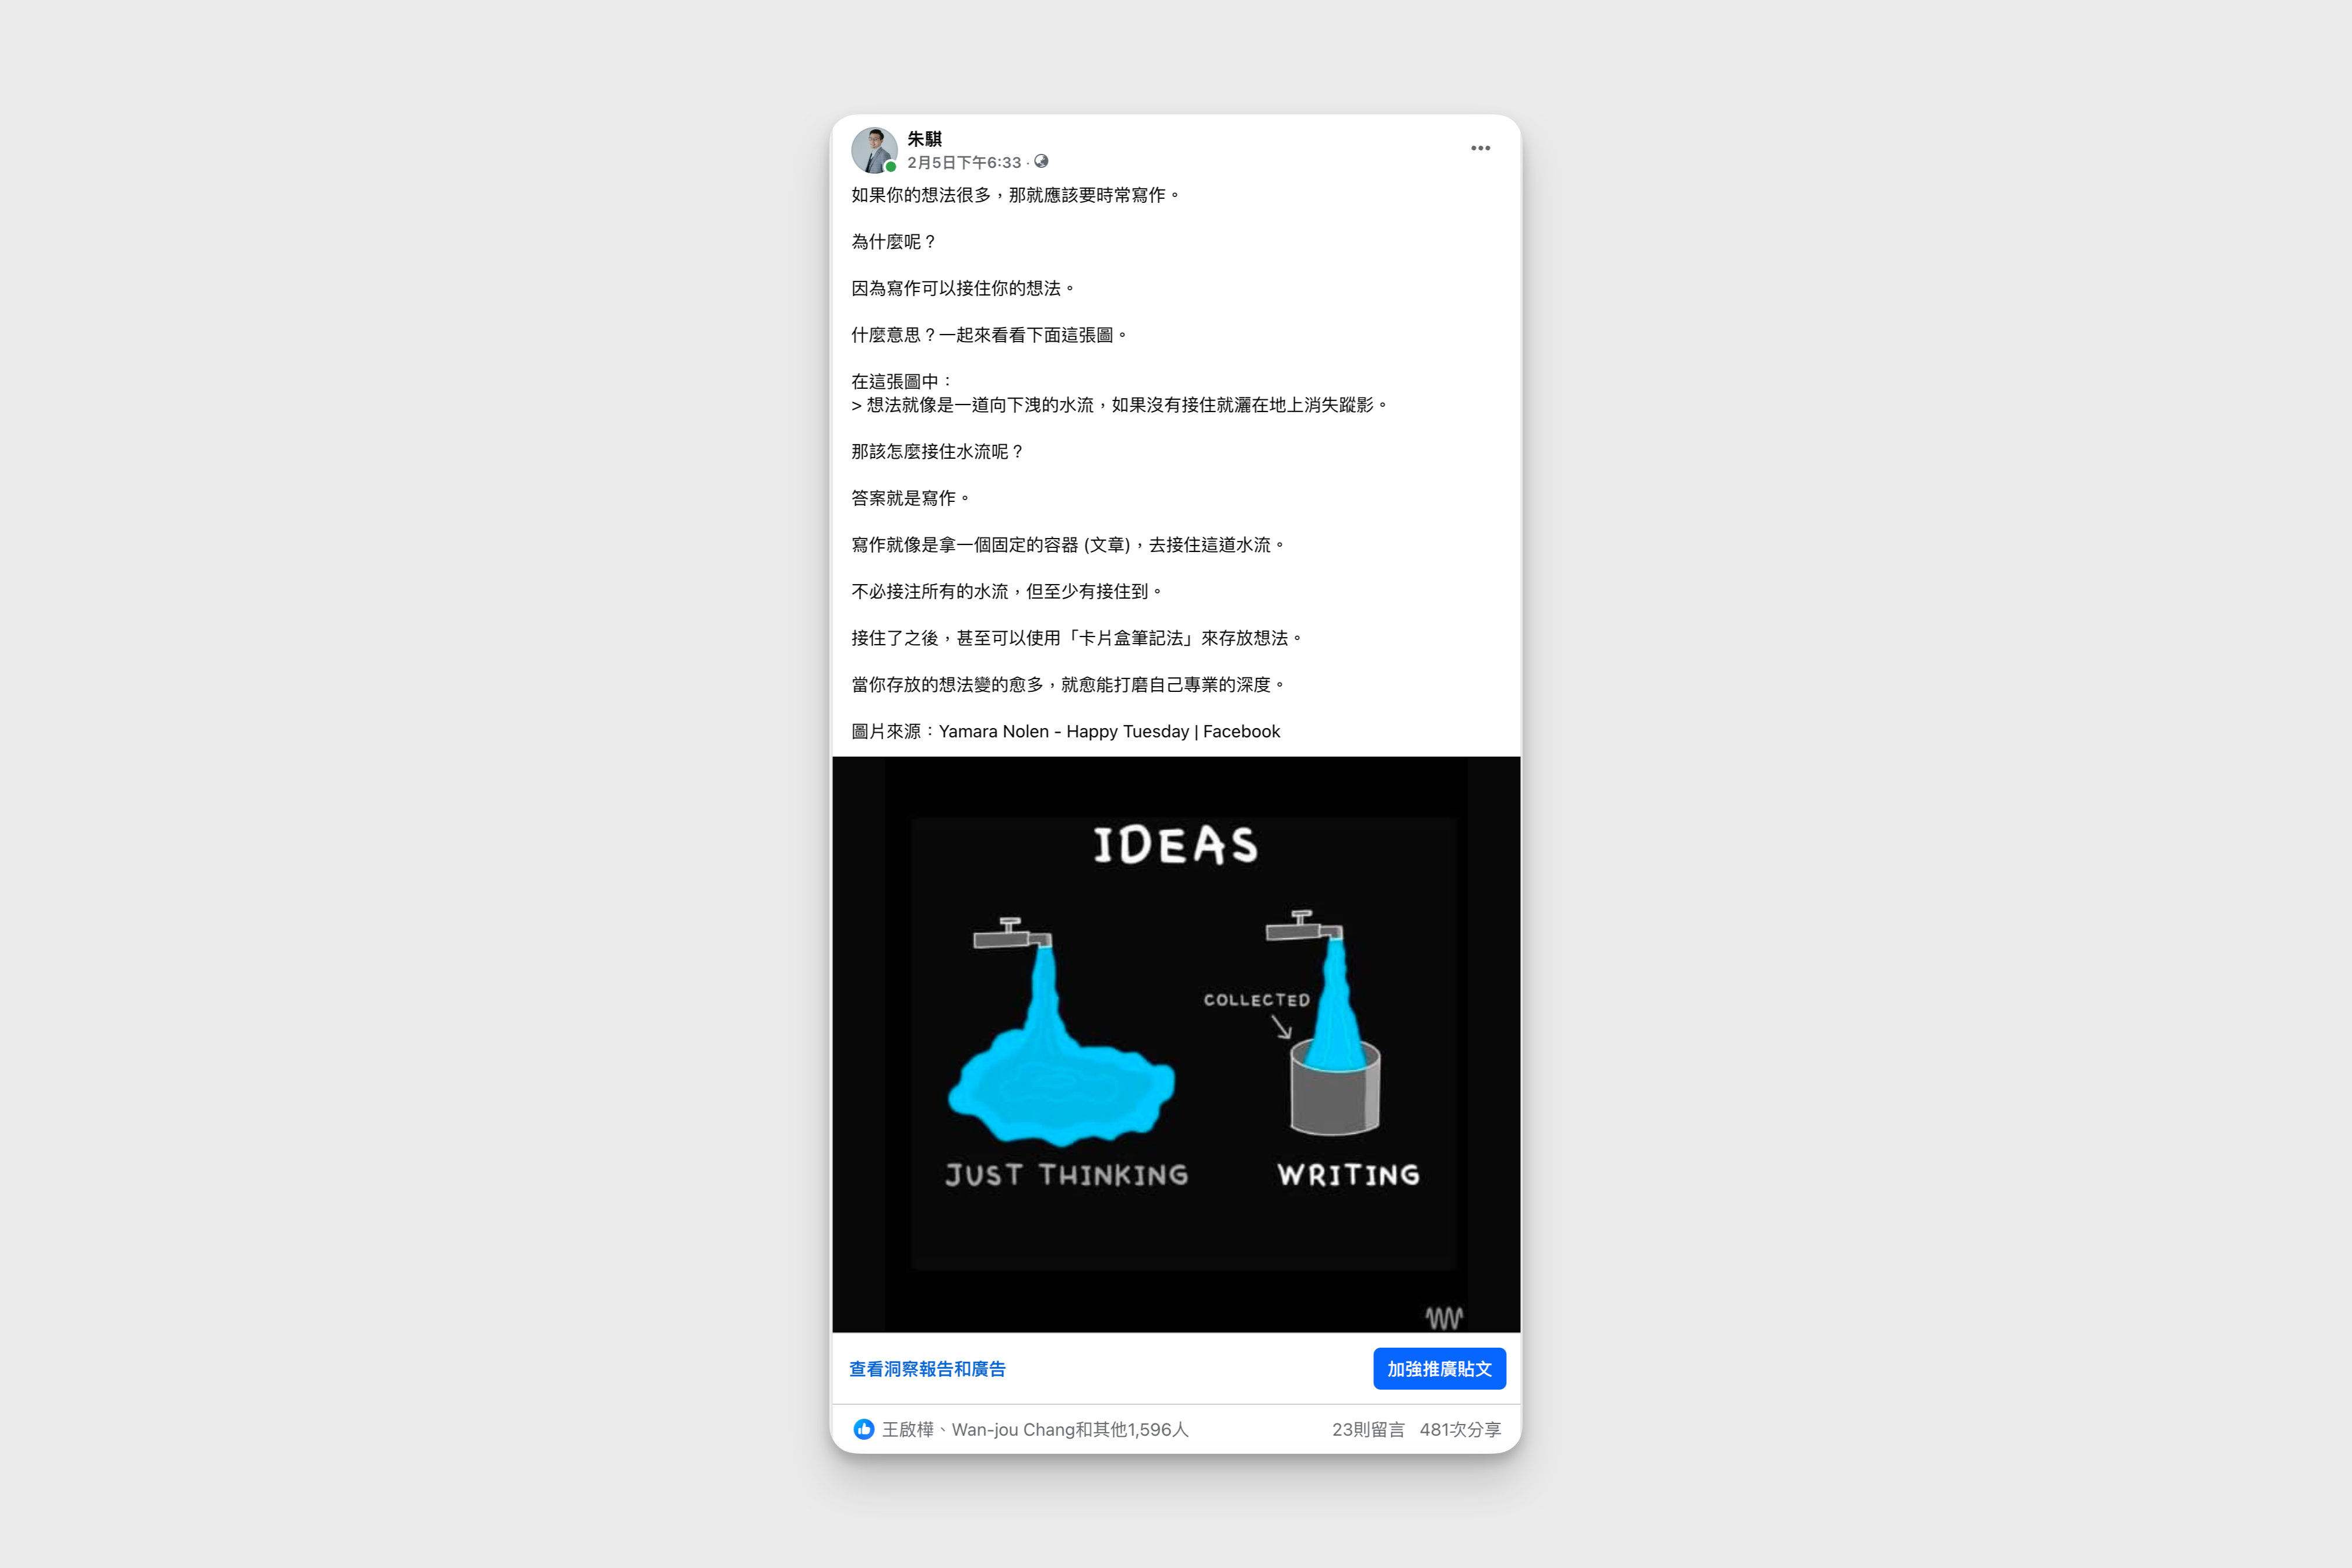 朱騏
2月5日下午6:33 ·
如果你的想法很多，那就應該要時常寫作。
為什麼呢？
因為寫作可以接住你的想法。
什麼意思？一起來看看下面這張圖。
在這張圖中：
> 想法就像是一道向下洩的水流，如果沒有接住就灑在地上消失蹤影。
那該怎麼接住水流呢？
答案就是寫作。
寫作就像是拿一個固定的容器 (文章)，去接住這道水流。
不必接注所有的水流，但至少有接住到。
接住了之後，甚至可以使用「卡片盒筆記法」來存放想法。
當你存放的想法變的愈多，就愈能打磨自己專業的深度。
圖片來源：Yamara Nolen - Happy Tuesday | Facebook
IDEAS
COLLECTED
JUST THINKING
WRITING
查看洞察報告和廣告
加強推廣貼文
王啟樺、Wan-jou Chang和其他1,596人
23則留言 481次分享